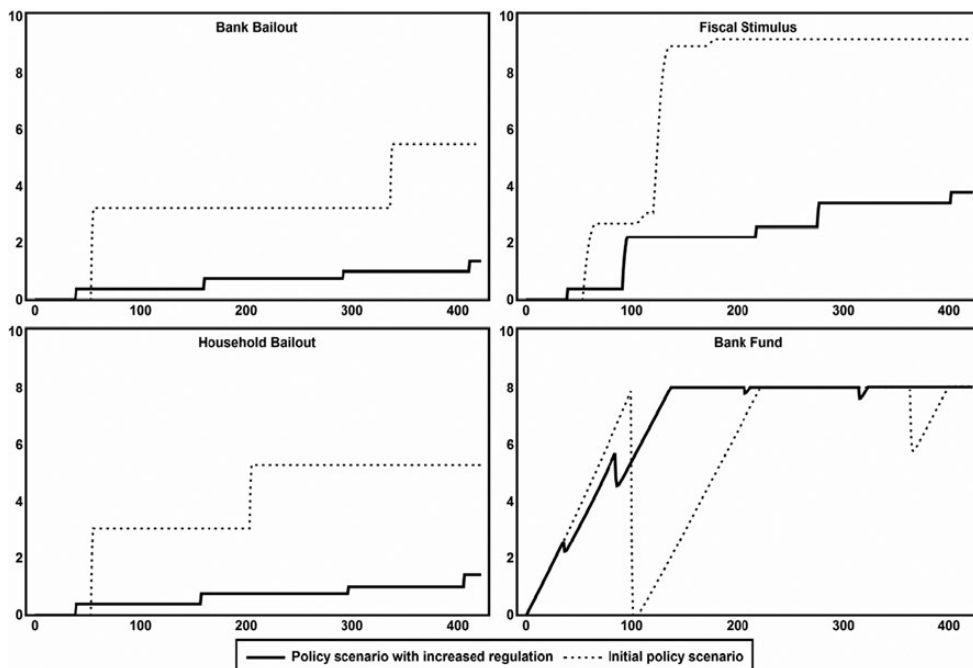 Bank Bailout
10
8
6
4
2
0
0 100 200 300 400
Fiscal Stimulus
10
8
6
4
2
0
0 100 200 300 400
Household Bailout
10
8
6
4
2
0
0 100 200 300 400
Bank Fund
10
8
6
4
2
0
0 100 200 300 400
Policy scenario with increased regulation Initial policy scenario